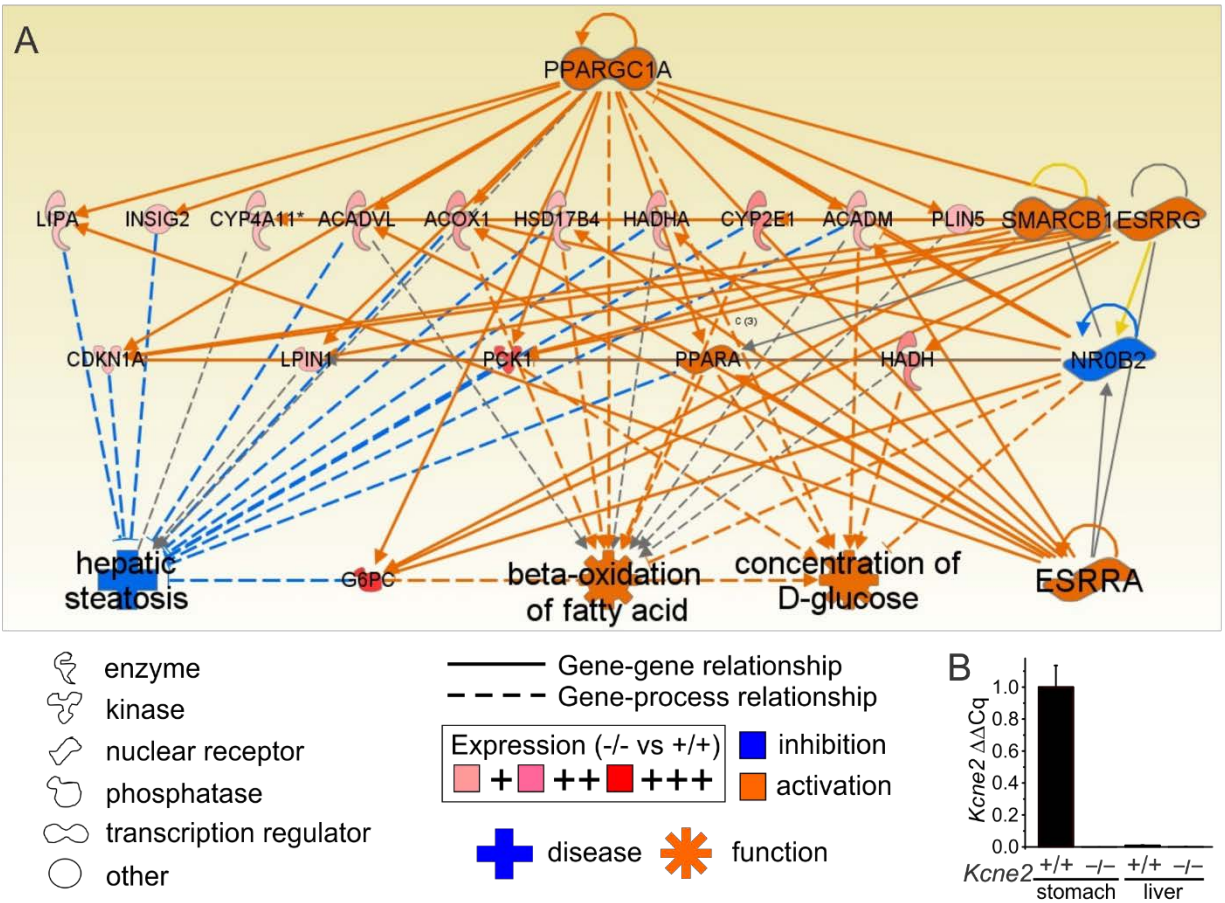 A
PPARGC1A
LIPA INSIG2 CYP4A11* ACADVL ACOX1 HSD17B4 HADHA CYP2E1 ACADM PLIN5 SMARCB1 ESRRG
C (3)
CDKN1A LPIN1 PCK1 PPARA HADH NR0B2
hepatic
steatosis
G6PC
beta-oxidation
of fatty acid
concentration of
D-glucose
ESRRA
enzyme
kinase
nuclear receptor
phosphatase
transcription regulator
other
Gene-gene relationship
Gene-process relationship
Expression (-/- vs +/+)
+ ++ +++
inhibition
activation
disease
function
B
Kcne2 ΔΔCq
1.0
0.8
0.6
0.4
0.2
0.0
Kcne2 +/+ −/− +/+ −/−
stomach liver